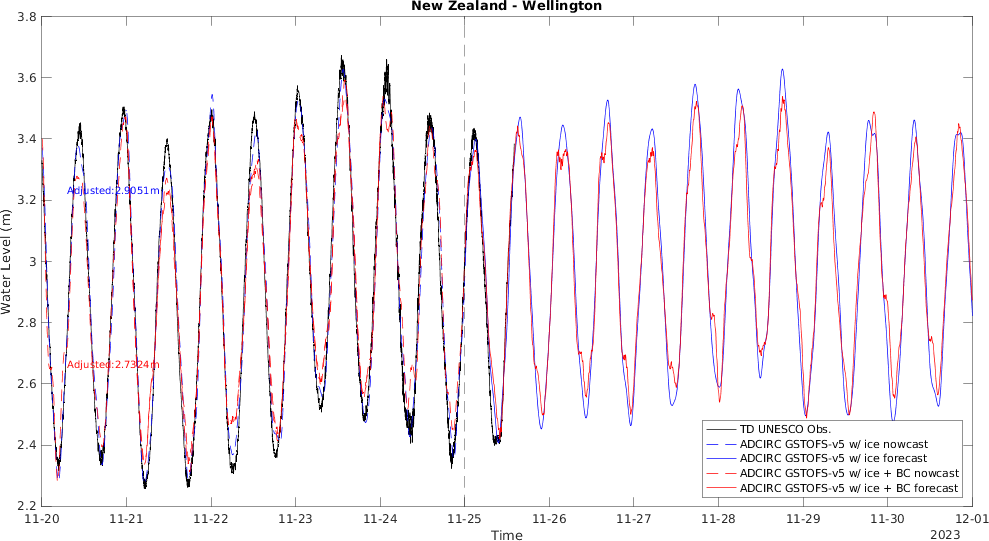 New Zealand - Wellington
3.8
3.6
3.4
3.2
3
2.8
2.6
2.4
2.2
Water Level (m)
Adjusted:2.9051m
Adjusted:2.7324m
TD UNESCO Obs.
ADCIRC GSTOFS-v5 w/ ice nowcast
ADCIRC GSTOFS-v5 w/ ice forecast
ADCIRC GSTOFS-v5 w/ ice + BC nowcast
ADCIRC GSTOFS-v5 w/ ice + BC forecast
11-20 11-21 11-22 11-23 11-24 11-25 11-26 11-27 11-28 11-29 11-30 12-01
Time
2023